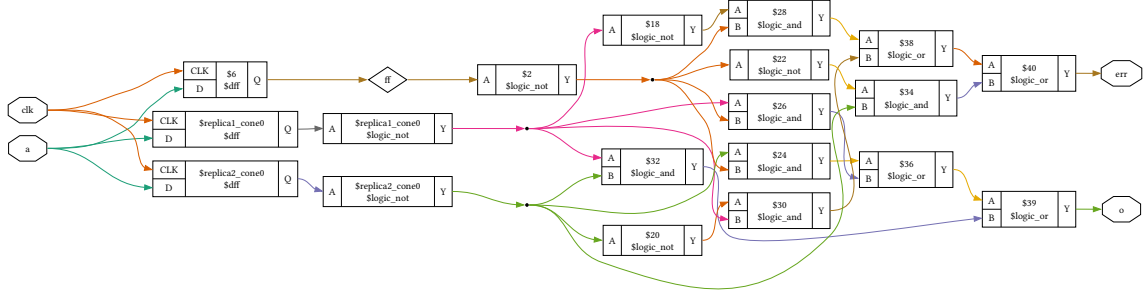 clk
a
CLK
D
$6
$dff
Q
CLK
D
$replica1_cone0
$dff
Q
CLK
D
$replica2_cone0
$dff
Q
ff
A
$replica1_cone0
$logic_not
Y
A
$replica2_cone0
$logic_not
Y
A
$2
$logic_not
Y
A
$18
$logic_not
Y
A
B
$32
$logic_and
Y
A
$20
$logic_not
Y
A
B
$28
$logic_and
Y
A
$22
$logic_not
Y
A
B
$26
$logic_and
Y
A
B
$24
$logic_and
Y
A
B
$30
$logic_and
Y
A
B
$38
$logic_or
Y
A
B
$34
$logic_and
Y
A
B
$36
$logic_or
Y
A
B
$40
$logic_or
Y
A
B
$39
$logic_or
Y
err
o